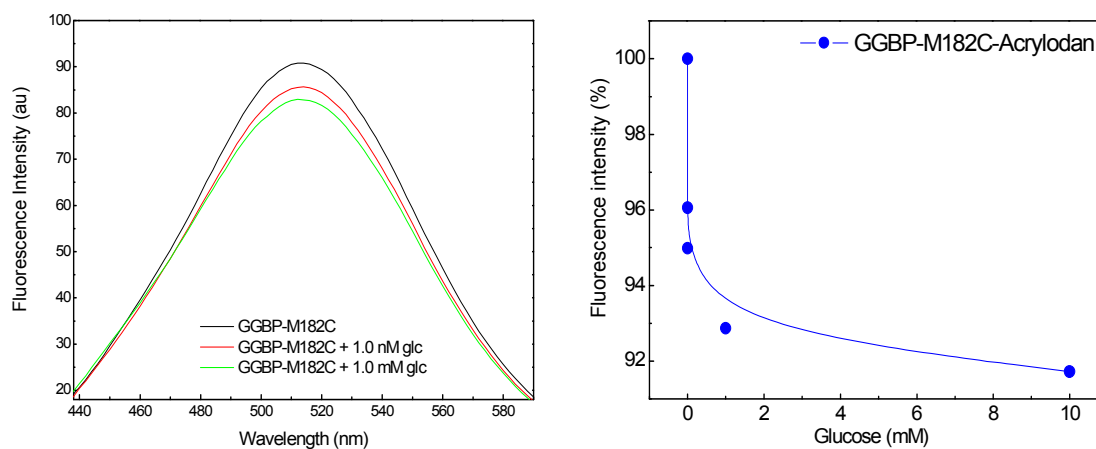 100
90
80
70
60
50
40
30
20
Fluorescence Intensity (au)
GGBP-M182C
GGBP-M182C + 1.0 nM glc
GGBP-M182C + 1.0 mM glc
440 460 480 500 520 540 560 580
Wavelength (nm)
GGBP-M182C-Acrylodan
100
98
96
94
92
Fluorescence intensity (%)
0 2 4 6 8 10
Glucose (mM)